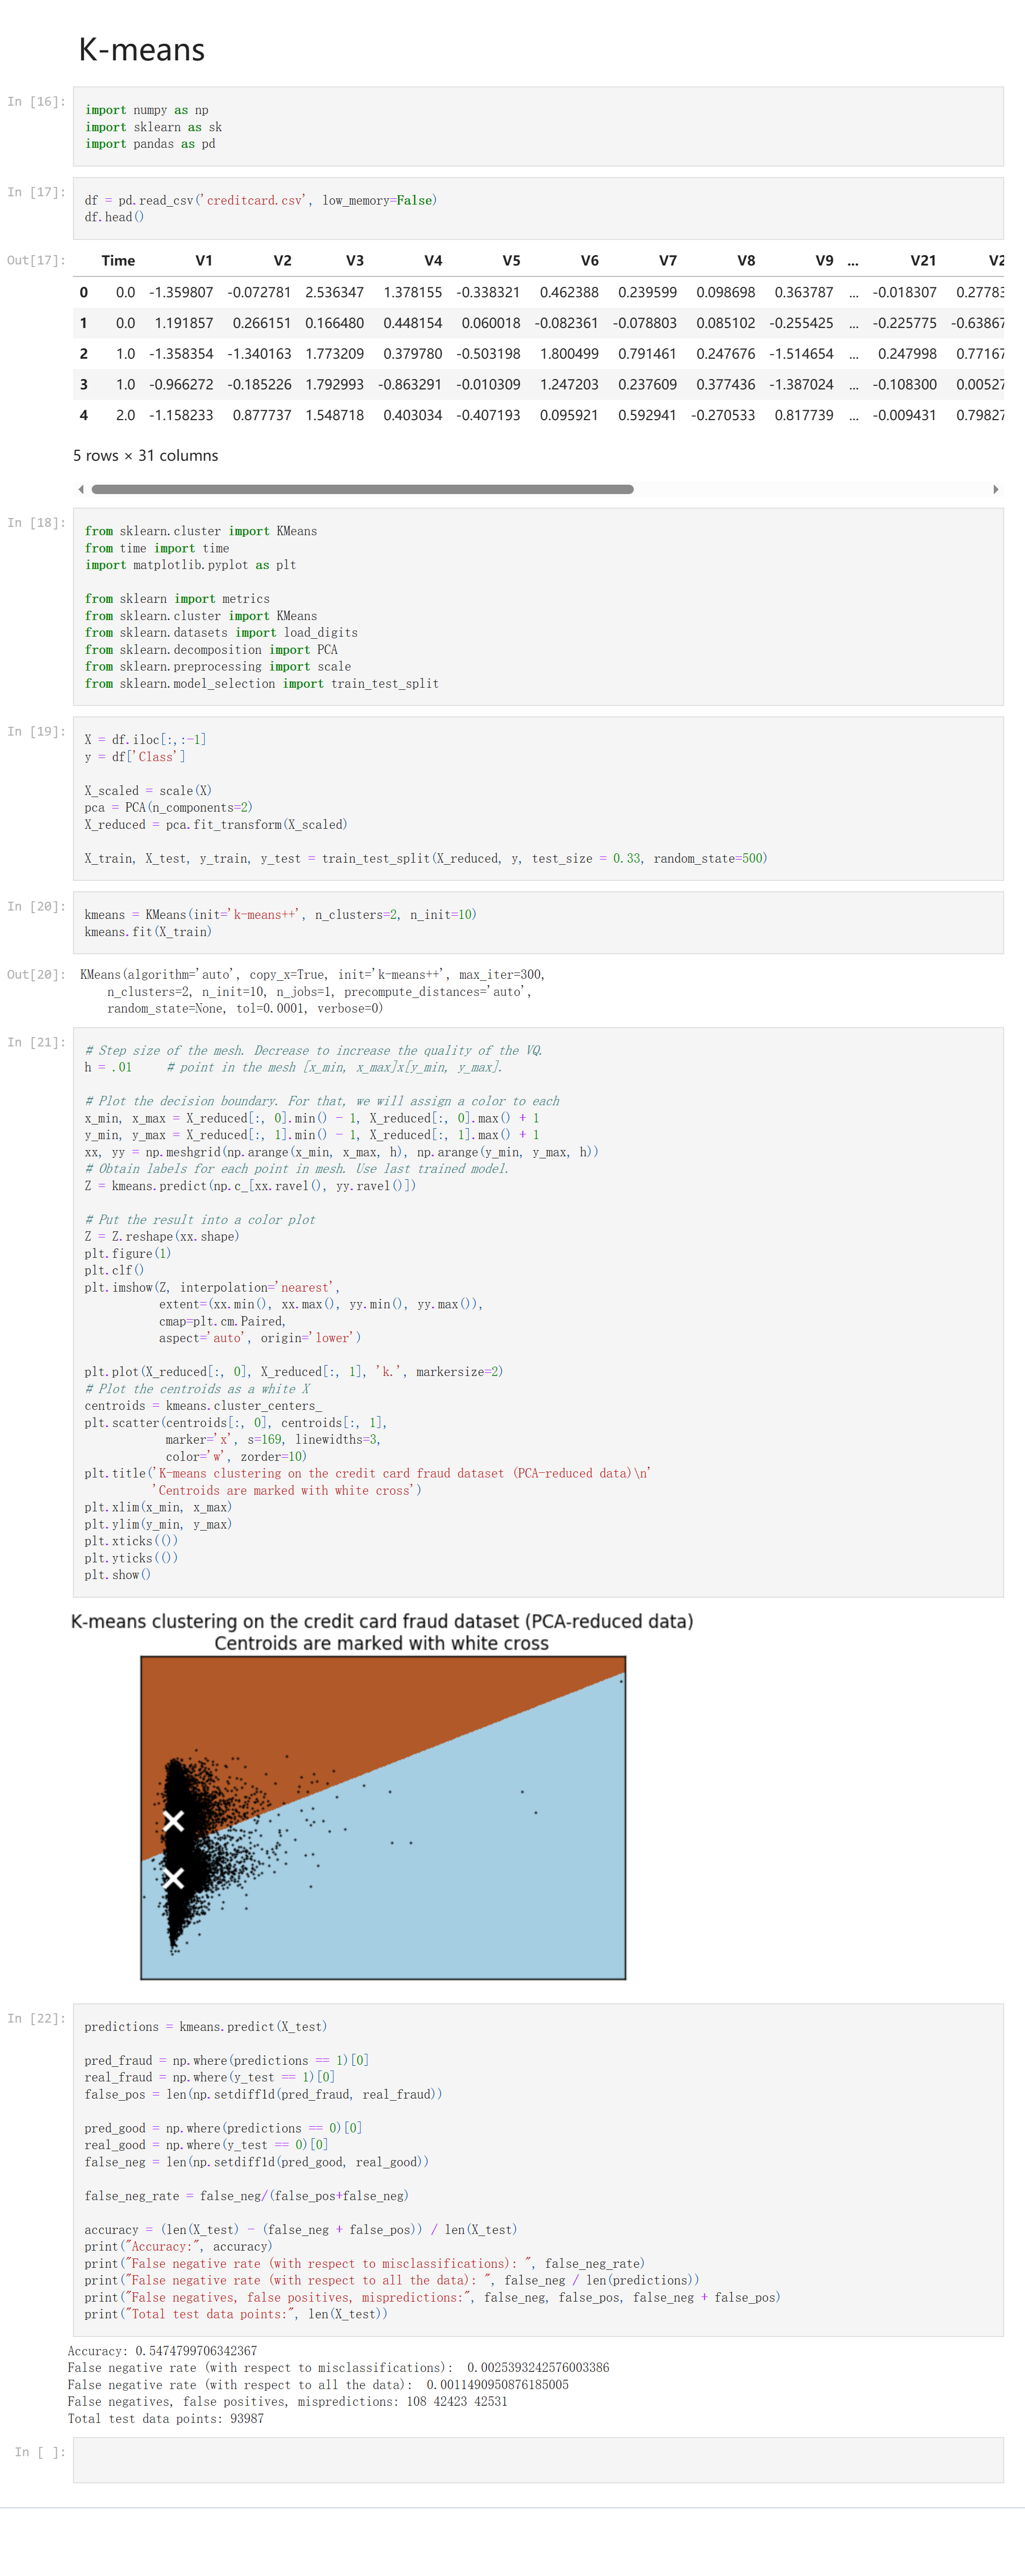 K-means
In [16]:
import numpy as np
import sklearn as sk
import pandas as pd
In [17]:
df = pd.read_csv('creditcard.csv', low_memory=False)
df.head()
Out[17]:
Time V1 V2 V3 V4 V5 V6 V7 V8 V9 ... V21 V2
0 0.0 -1.359807 -0.072781 2.536347 1.378155 -0.338321 0.462388 0.239599 0.098698 0.363787 ... -0.018307 0.27783
1 0.0 1.191857 0.266151 0.166480 0.448154 0.060018 -0.082361 -0.078803 0.085102 -0.255425 ... -0.225775 -0.63867
2 1.0 -1.358354 -1.340163 1.773209 0.379780 -0.503198 1.800499 0.791461 0.247676 -1.514654 ... 0.247998 0.77167
3 1.0 -0.966272 -0.185226 1.792993 -0.863291 -0.010309 1.247203 0.237609 0.377436 -1.387024 ... -0.108300 0.00527
4 2.0 -1.158233 0.877737 1.548718 0.403034 -0.407193 0.095921 0.592941 -0.270533 0.817739 ... -0.009431 0.79827
5 rows × 31 columns
In [18]:
from sklearn.cluster import KMeans
from time import time
import matplotlib.pyplot as plt
from sklearn import metrics
from sklearn.cluster import KMeans
from sklearn.datasets import load_digits
from sklearn.decomposition import PCA
from sklearn.preprocessing import scale
from sklearn.model_selection import train_test_split
In [19]:
X = df.iloc[:,:-1]
y = df['Class']
X_scaled = scale(X)
pca = PCA(n_components=2)
X_reduced = pca.fit_transform(X_scaled)
X_train, X_test, y_train, y_test = train_test_split(X_reduced, y, test_size = 0.33, random_state=500)
In [20]:
kmeans = KMeans(init='k-means++', n_clusters=2, n_init=10)
kmeans.fit(X_train)
Out[20]:
KMeans(algorithm='auto', copy_x=True, init='k-means++', max_iter=300,
n_clusters=2, n_init=10, n_jobs=1, precompute_distances='auto',
random_state=None, tol=0.0001, verbose=0)
In [21]:
# Step size of the mesh. Decrease to increase the quality of the VQ.
h = .01     # point in the mesh [x_min, x_max]x[y_min, y_max].
# Plot the decision boundary. For that, we will assign a color to each
x_min, x_max = X_reduced[:, 0].min() - 1, X_reduced[:, 0].max() + 1
y_min, y_max = X_reduced[:, 1].min() - 1, X_reduced[:, 1].max() + 1
xx, yy = np.meshgrid(np.arange(x_min, x_max, h), np.arange(y_min, y_max, h))
# Obtain labels for each point in mesh. Use last trained model.
Z = kmeans.predict(np.c_[xx.ravel(), yy.ravel()])
# Put the result into a color plot
Z = Z.reshape(xx.shape)
plt.figure(1)
plt.clf()
plt.imshow(Z, interpolation='nearest',
extent=(xx.min(), xx.max(), yy.min(), yy.max()),
cmap=plt.cm.Paired,
aspect='auto', origin='lower')
plt.plot(X_reduced[:, 0], X_reduced[:, 1], 'k.', markersize=2)
# Plot the centroids as a white X
centroids = kmeans.cluster_centers_
plt.scatter(centroids[:, 0], centroids[:, 1],
marker='x', s=169, linewidths=3,
color='w', zorder=10)
plt.title('K-means clustering on the credit card fraud dataset (PCA-reduced data)\n'
'Centroids are marked with white cross')
plt.xlim(x_min, x_max)
plt.ylim(y_min, y_max)
plt.xticks(())
plt.yticks(())
plt.show()
K-means clustering on the credit card fraud dataset (PCA-reduced data)
Centroids are marked with white cross
In [22]:
predictions = kmeans.predict(X_test)
pred_fraud = np.where(predictions == 1)[0]
real_fraud = np.where(y_test == 1)[0]
false_pos = len(np.setdiff1d(pred_fraud, real_fraud))
pred_good = np.where(predictions == 0)[0]
real_good = np.where(y_test == 0)[0]
false_neg = len(np.setdiff1d(pred_good, real_good))
false_neg_rate = false_neg/(false_pos+false_neg)
accuracy = (len(X_test) - (false_neg + false_pos)) / len(X_test)
print("Accuracy:", accuracy)
print("False negative rate (with respect to misclassifications): ", false_neg_rate)
print("False negative rate (with respect to all the data): ", false_neg / len(predictions))
print("False negatives, false positives, mispredictions:", false_neg, false_pos, false_neg + false_pos)
print("Total test data points:", len(X_test))
Accuracy: 0.5474799706342367
False negative rate (with respect to misclassifications):  0.0025393242576003386
False negative rate (with respect to all the data):  0.0011490950876185005
False negatives, false positives, mispredictions: 108 42423 42531
Total test data points: 93987
In [ ]: